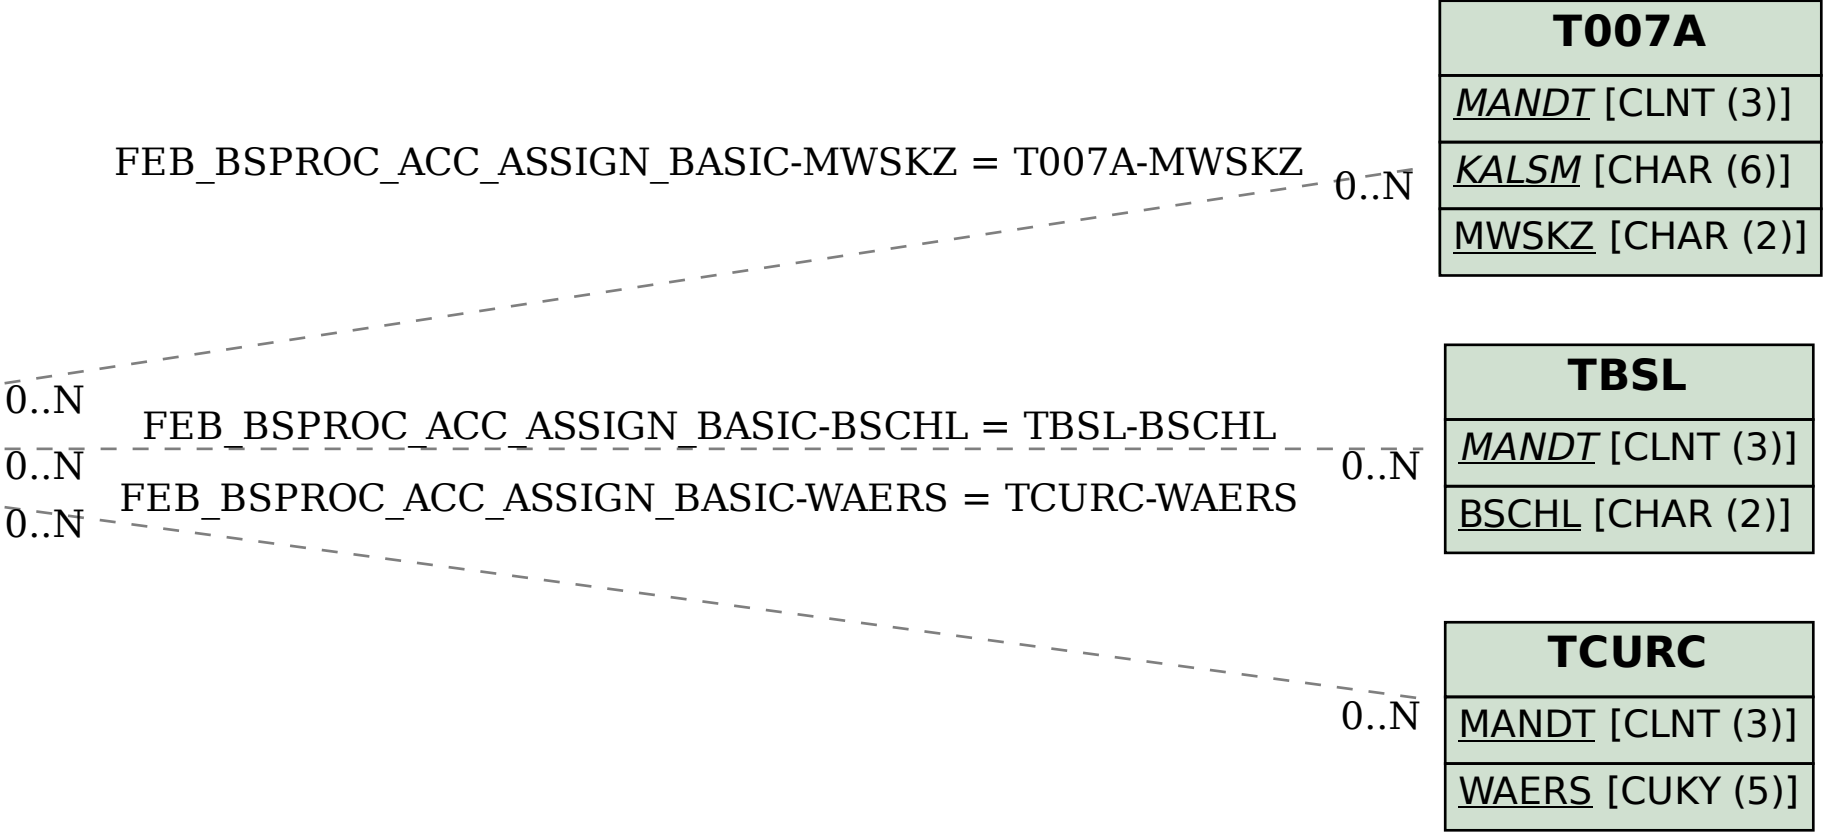 T007A
MANDT [CLNT (3)]
FEB_BSPROC_ACC_ASSIGN_BASIC-MWSKZ = T007A-MWSKZ
KALSM [CHAR (6)]
0..N
MWSKZ [CHAR (2)]
TBSL
0..N
FEB_BSPROC_ACC_ASSIGN_BASIC-BSCHL = TBSL-BSCHL
MANDT [CLNT (3)]
0..N
0..N
FEB_BSPROC_ACC_ASSIGN_BASIC-WAERS = TCURC-WAERS
BSCHL [CHAR (2)]
0..N
TCURC
0..N
MANDT [CLNT (3)]
WAERS [CUKY (5)]